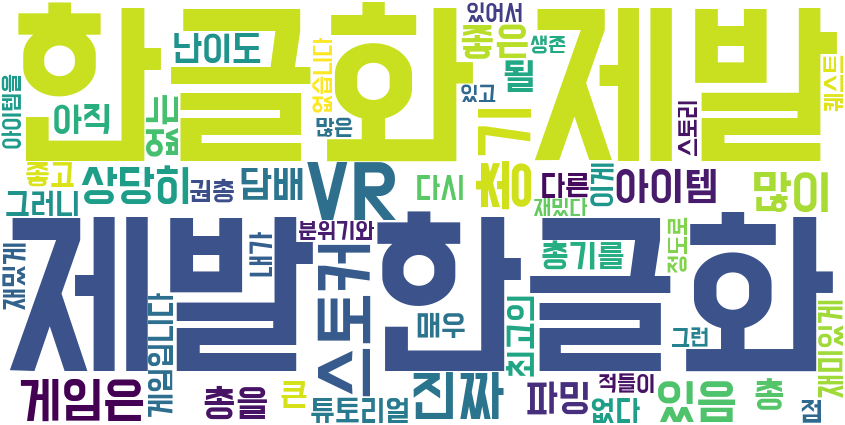 한글화 제발
난이도
있어서
좋은
생존
될
있고
없습니다
많은
기
스토리
퀘스트
아이템을
아직
없는
좋고
상당히
그러니
권총
담배
VR
다시
총
다른
이게
아이템
많이
재밌다
제발 한글화
분위기와
내가
총기를
정도로
재밌게
게임입니다
스토커
매우
최고의
그런
재미있게
게임은
총을
큰
튜토리얼
진짜
파밍
적들이
없다
있음
총
점